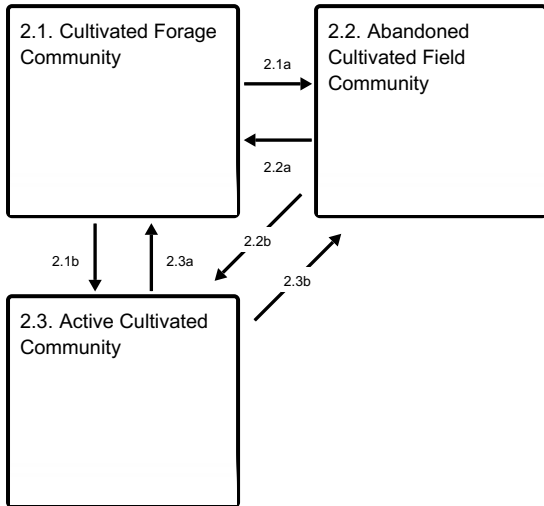 2.1. Cultivated Forage
Community
2.2. Abandoned
Cultivated Field
Community
2.1a
2.2a
2.1b
2.3a
2.2b
2.3b
2.3. Active Cultivated
Community